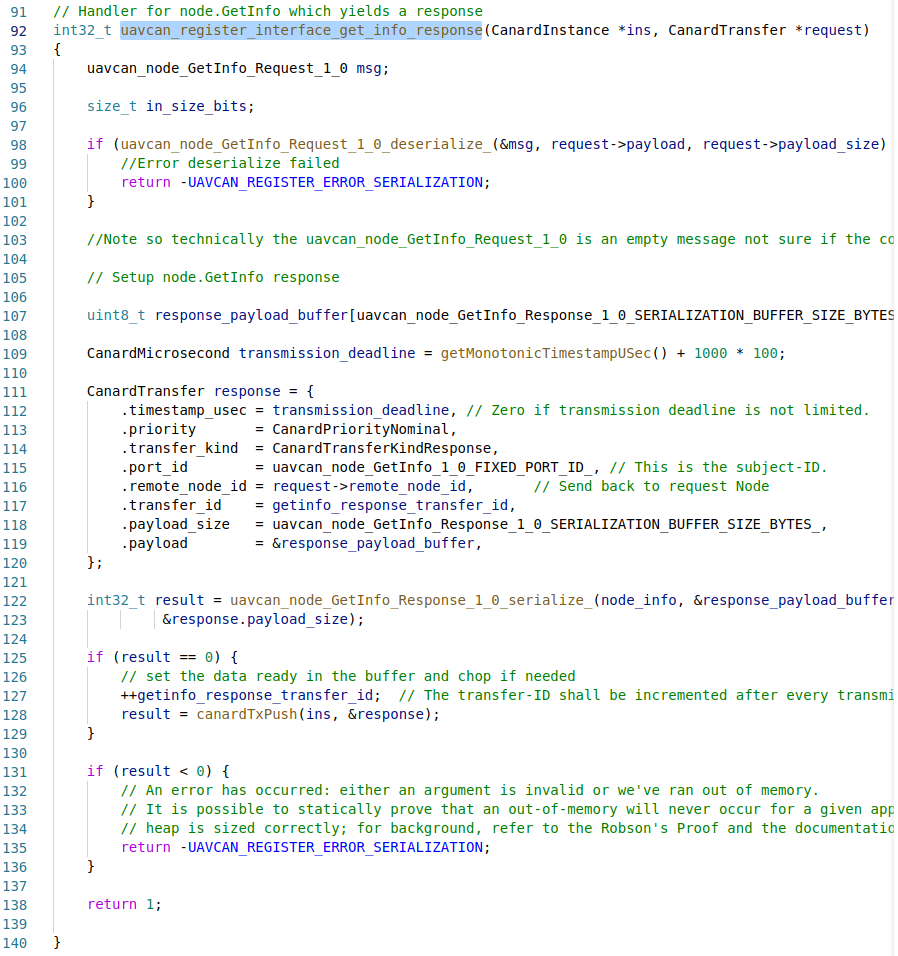 91 // Handler for node.GetInfo which yields a response
92 int32_t uavcan_register_interface_get_info_response(CanardInstance *ins, CanardTransfer *request)
93 {
94     uavcan_node_GetInfo_Request_1_0 msg;
95
96     size_t in_size_bits;
97
98     if (uavcan_node_GetInfo_Request_1_0_deserialize_(&msg, request->payload, request->payload_size)
99         //Error deserialize failed
100         return -UAVCAN_REGISTER_ERROR_SERIALIZATION;
101     }
102
103     //Note so technically the uavcan_node_GetInfo_Request_1_0 is an empty message not sure if the co
104
105     // Setup node.GetInfo response
106
107     uint8_t response_payload_buffer[uavcan_node_GetInfo_Response_1_0_SERIALIZATION_BUFFER_SIZE_BYTES
108
109     CanardMicrosecond transmission_deadline = getMonotonicTimestampUSec() + 1000 * 100;
110
111     CanardTransfer response = {
112         .timestamp_usec = transmission_deadline, // Zero if transmission deadline is not limited.
113         .priority       = CanardPriorityNominal,
114         .transfer_kind  = CanardTransferKindResponse,
115         .port_id        = uavcan_node_GetInfo_1_0_FIXED_PORT_ID_, // This is the subject-ID.
116         .remote_node_id = request->remote_node_id,       // Send back to request Node
117         .transfer_id    = getinfo_response_transfer_id,
118         .payload_size   = uavcan_node_GetInfo_Response_1_0_SERIALIZATION_BUFFER_SIZE_BYTES_,
119         .payload        = &response_payload_buffer,
120     };
121
122     int32_t result = uavcan_node_GetInfo_Response_1_0_serialize_(node_info, &response_payload_buffer
123              &response.payload_size);
124
125     if (result == 0) {
126         // set the data ready in the buffer and chop if needed
127         ++getinfo_response_transfer_id;  // The transfer-ID shall be incremented after every transmi
128         result = canardTxPush(ins, &response);
129     }
130
131     if (result < 0) {
132         // An error has occurred: either an argument is invalid or we've ran out of memory.
133         // It is possible to statically prove that an out-of-memory will never occur for a given app
134         // heap is sized correctly; for background, refer to the Robson's Proof and the documentatio
135         return -UAVCAN_REGISTER_ERROR_SERIALIZATION;
136     }
137
138     return 1;
139
140 }